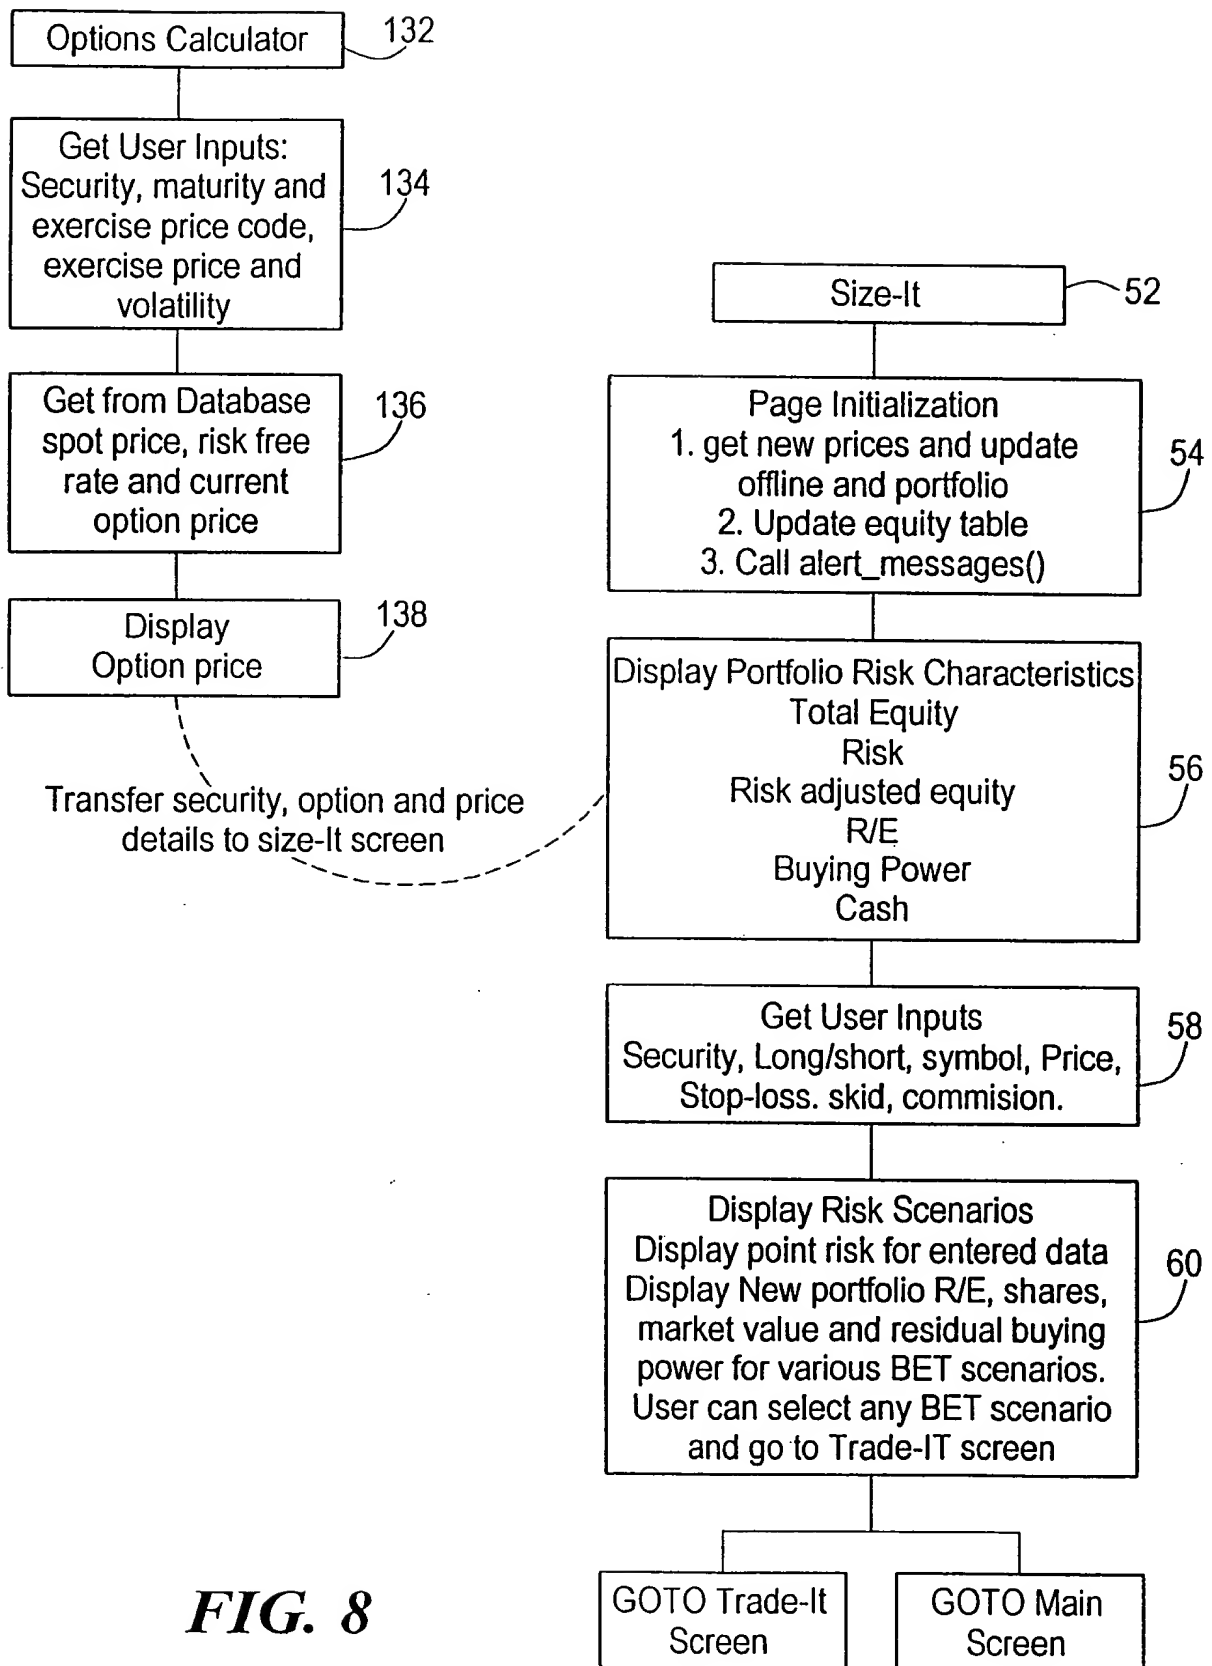 Options Calculator
132
Get User Inputs:
Security, maturity and
exercise price code,
exercise price and
volatility
134
Get from Database
spot price, risk free
rate and current
option price
136
Display
Option price
138
Transfer security, option and price
details to size-It screen
Size-It
52
Page Initialization
1. get new prices and update
offline and portfolio
2. Update equity table
3. Call alert_messages()
54
Display Portfolio Risk Characteristics
Total Equity
Risk
Risk adjusted equity
R/E
Buying Power
Cash
56
Get User Inputs
Security, Long/short, symbol, Price,
Stop-loss. skid, commision.
58
Display Risk Scenarios
Display point risk for entered data
Display New portfolio R/E, shares,
market value and residual buying
power for various BET scenarios.
User can select any BET scenario
and go to Trade-IT screen
60
GOTO Trade-It
Screen
GOTO Main
Screen
FIG. 8